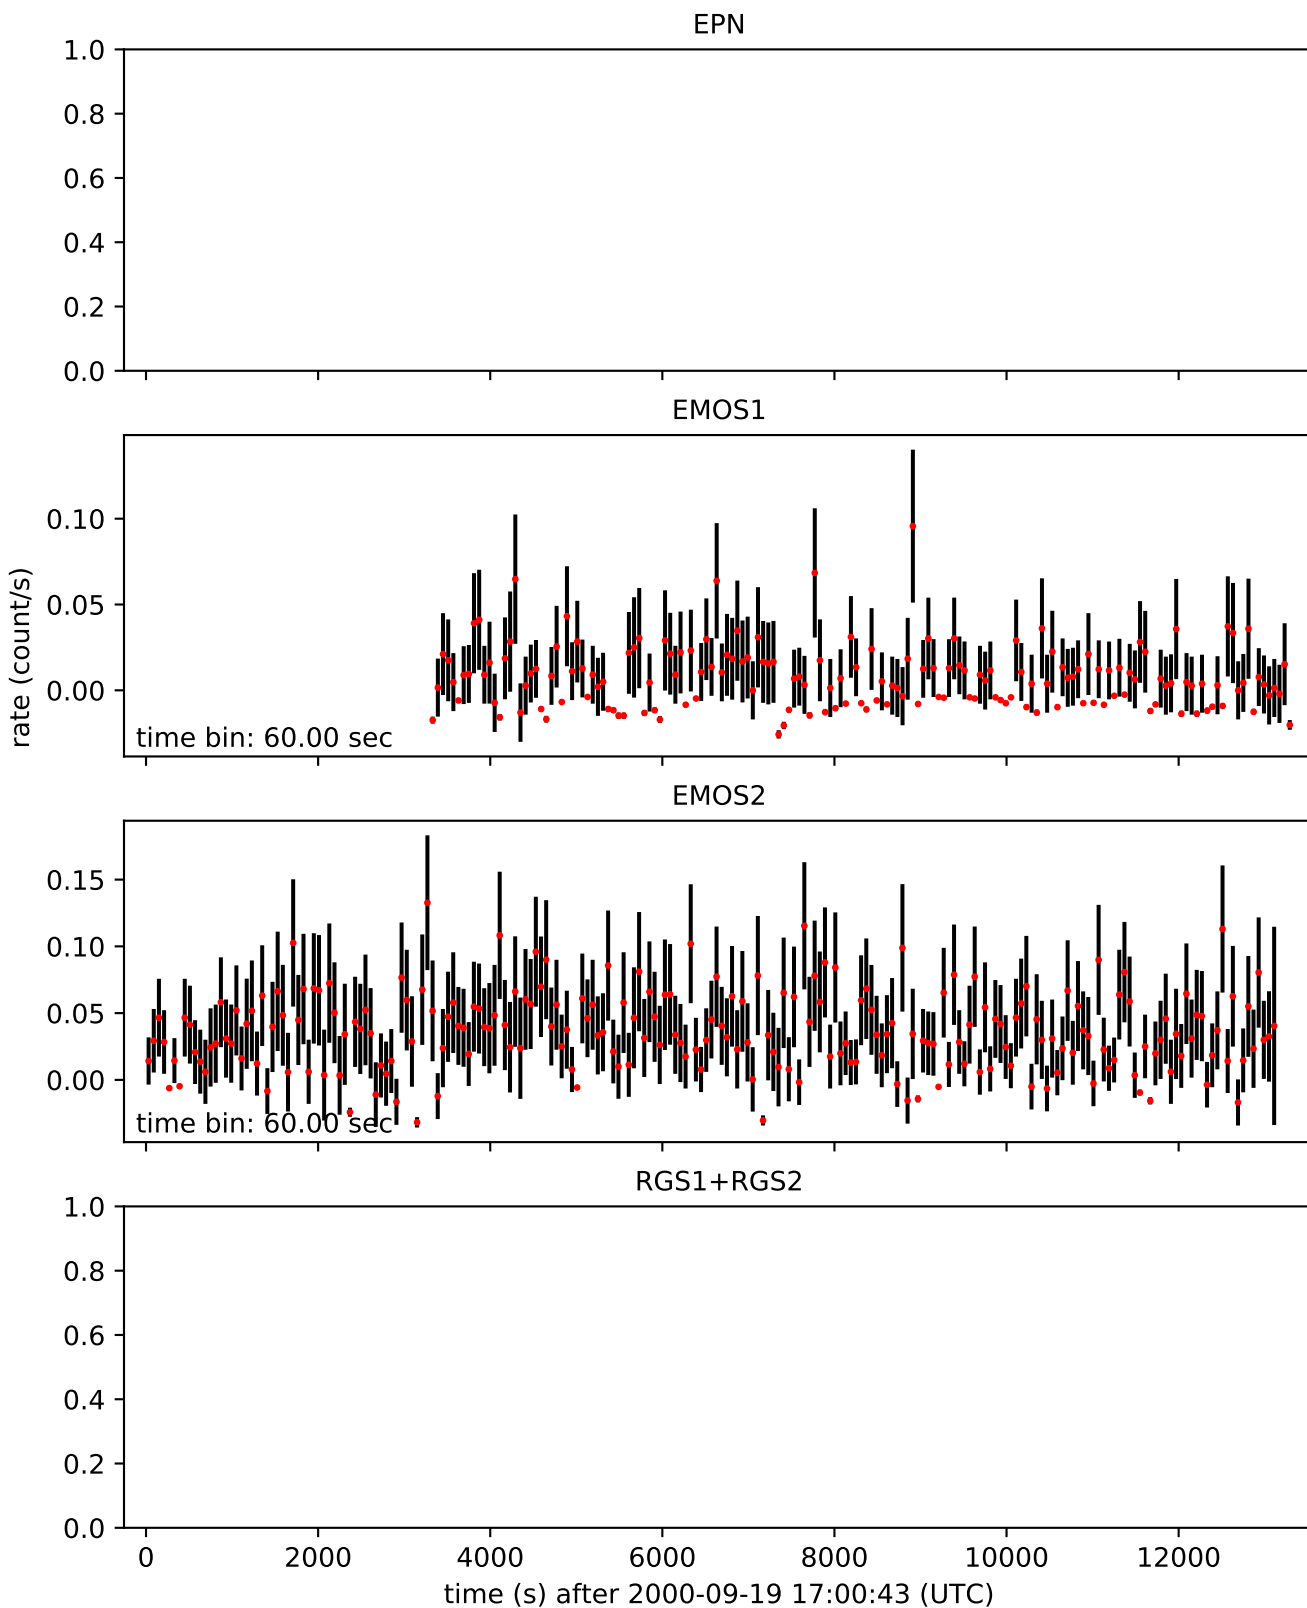 EPN
1.0
0.8
0.6
0.4
0.2
0.0
EMOS1
0.10
0.05
0.00
rate (count/s)
time bin: 60.00 sec
EMOS2
0.15
0.10
0.05
0.00
time bin: 60.00 sec
RGS1+RGS2
1.0
0.8
0.6
0.4
0.2
0.0
0 2000 4000 6000 8000 10000 12000
time (s) after 2000-09-19 17:00:43 (UTC)